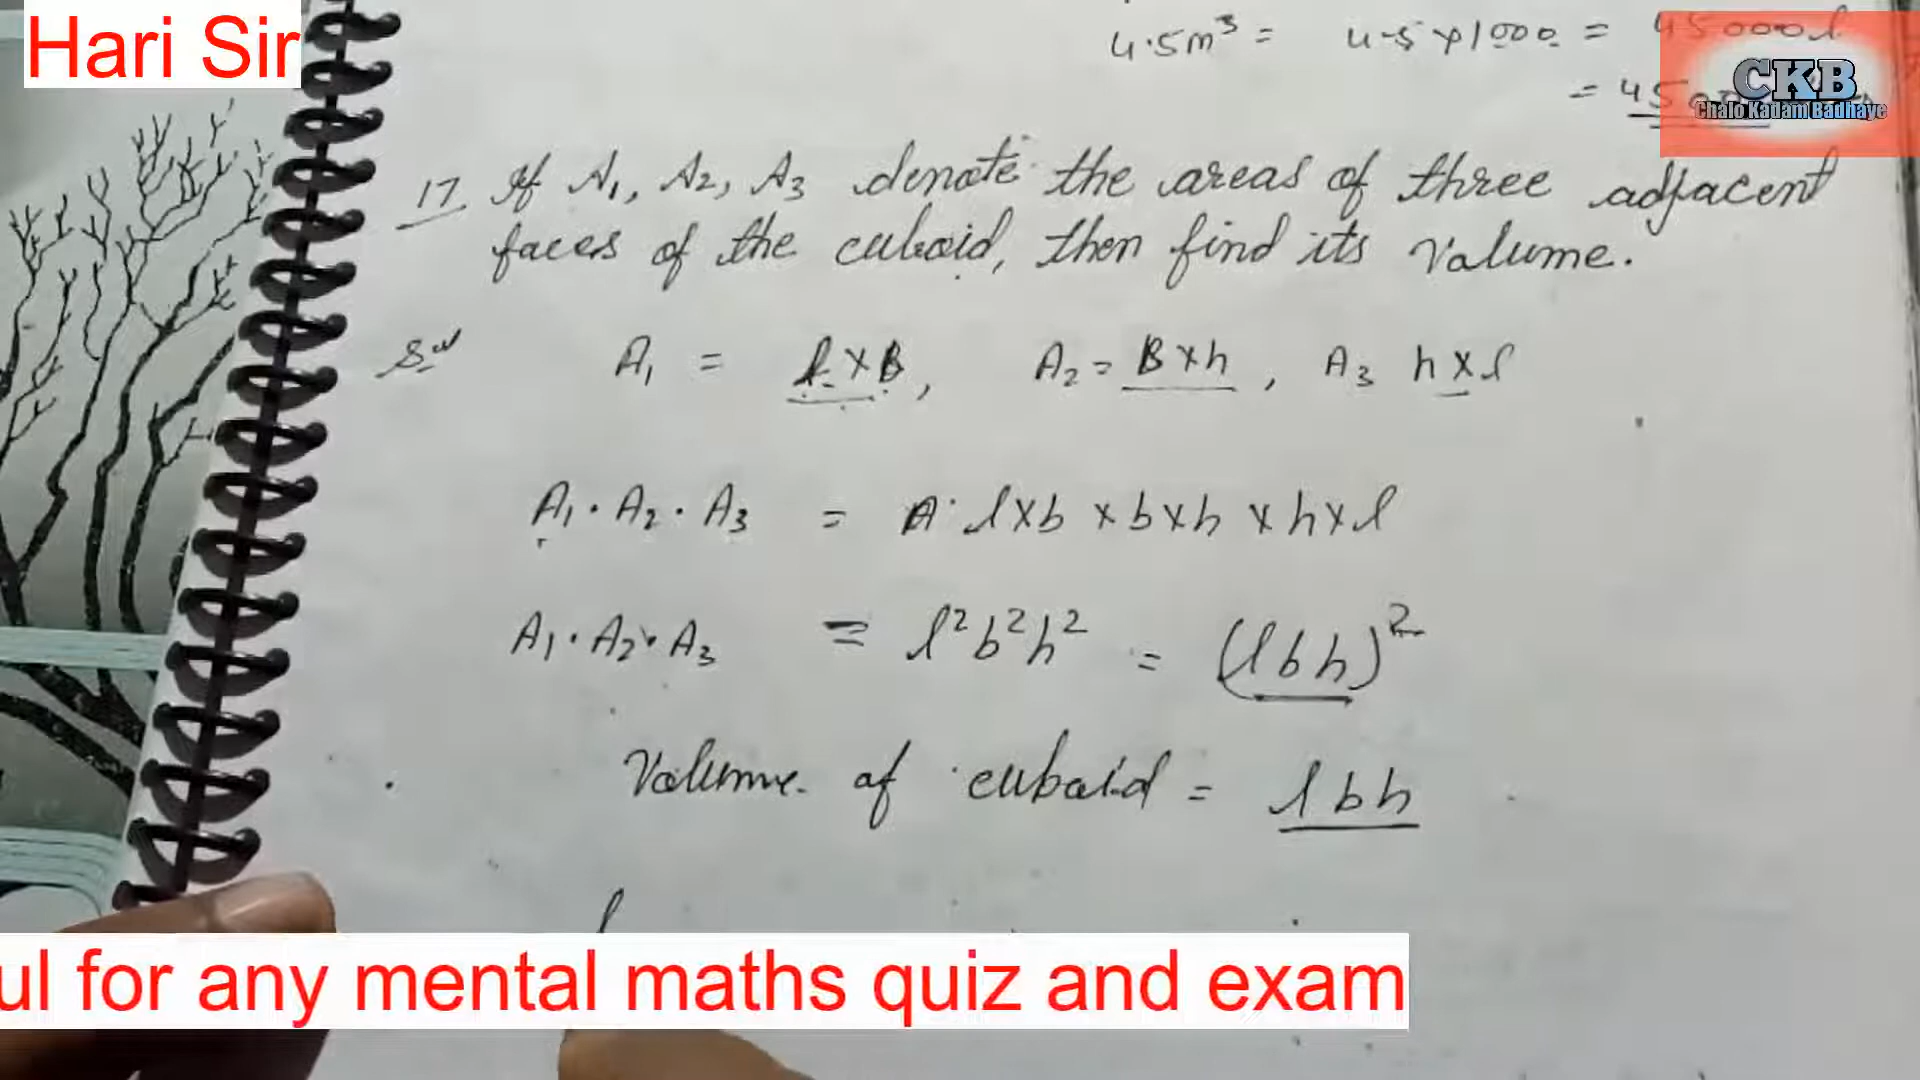 Hari Sir
4.5m³ = 4.5 × 1000 = 45000l
CKB
Chalo Kadam Badhaye
17. If A₁, A₂, A₃ denote the areas of three adjacent
faces of the cuboid, then find its Volume.
Sol A₁ = l × B, A₂ = B × h, A₃ h × l
A₁ · A₂ · A₃ = l×b × b×h × h×l
A₁ · A₂ · A₃ = l²b²h² = (lbh)²
Volume of cuboid = lbh
ul for any mental maths quiz and exam